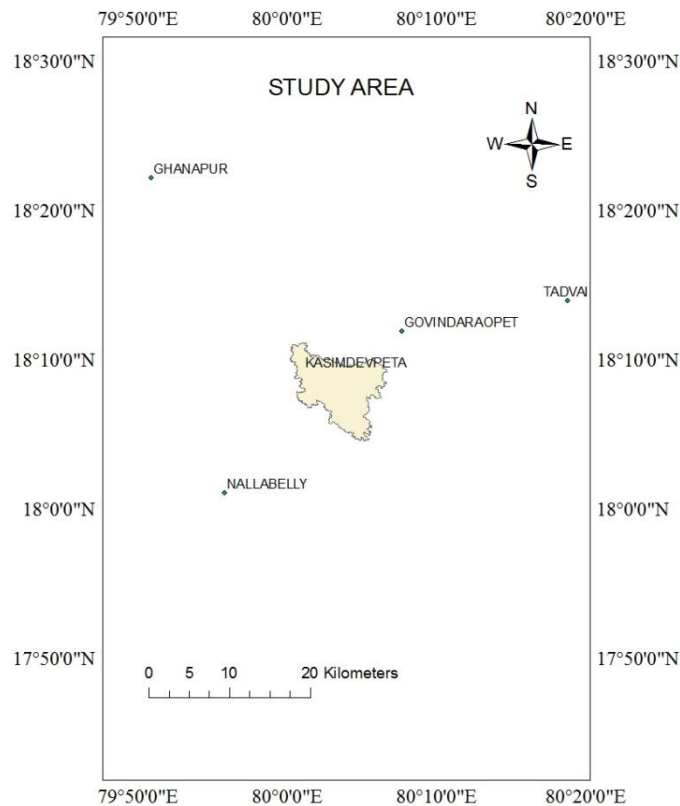 79°50'0"E 80°0'0"E 80°10'0"E 80°20'0"E
18°30'0"N 18°30'0"N
STUDY AREA
N
W E
S
GHANAPUR
18°20'0"N 18°20'0"N
TADVAI
GOVINDARAOPET
18°10'0"N 18°10'0"N
KASIMDEVPETA
NALLABELLY
18°0'0"N 18°0'0"N
17°50'0"N 17°50'0"N
0 5 10 20 Kilometers
79°50'0"E 80°0'0"E 80°10'0"E 80°20'0"E